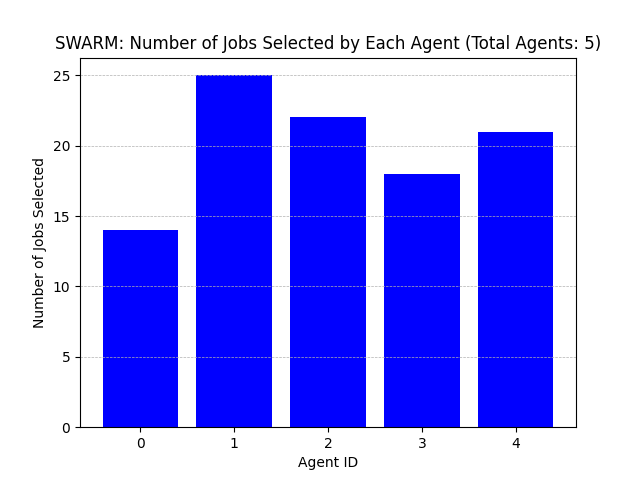 SWARM: Number of Jobs Selected by Each Agent (Total Agents: 5)
25
20
15
10
5
0
Number of Jobs Selected
0 1 2 3 4
Agent ID